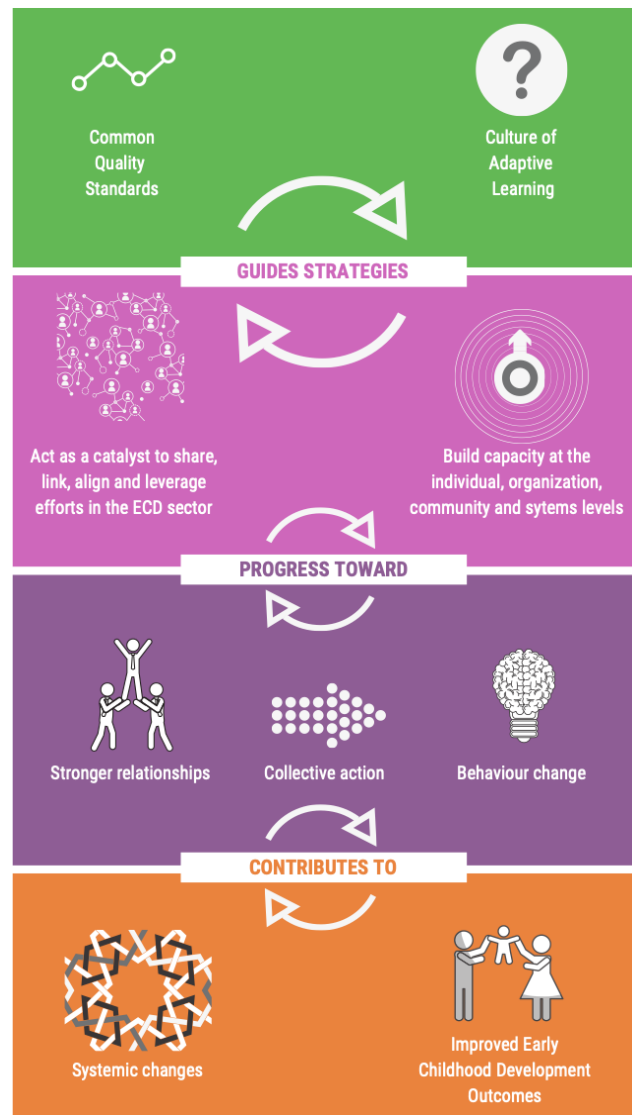 Common
Quality
Standards
?
Culture of
Adaptive
Learning
GUIDES STRATEGIES
Act as a catalyst to share,
link, align and leverage
efforts in the ECD sector
Build capacity at the
individual, organization,
community and sytems levels
PROGRESS TOWARD
Stronger relationships
Collective action
Behaviour change
CONTRIBUTES TO
Systemic changes
Improved Early
Childhood Development
Outcomes